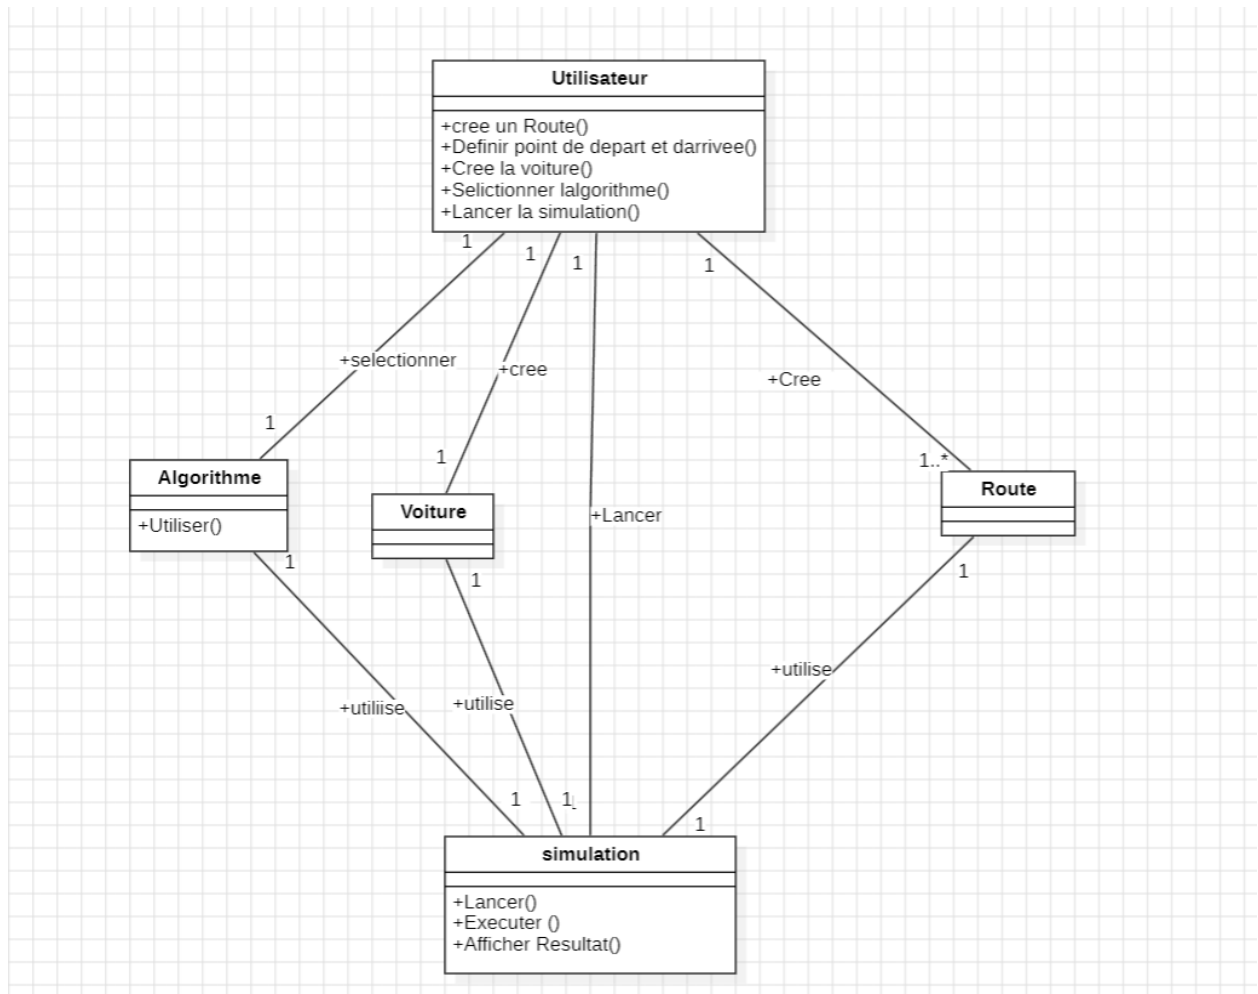 Utilisateur
+cree un Route()
+Definir point de depart et darrivee()
+Cree la voiture()
+Selictionner lalgorithme()
+Lancer la simulation()
1
1
1
1
+selectionner
+cree
+Cree
1
1
1..*
Algorithme
+Utiliser()
Voiture
+Lancer
Route
1
1
1
+utiliise
+utilise
+utilise
1
1
1
simulation
+Lancer()
+Executer ()
+Afficher Resultat()